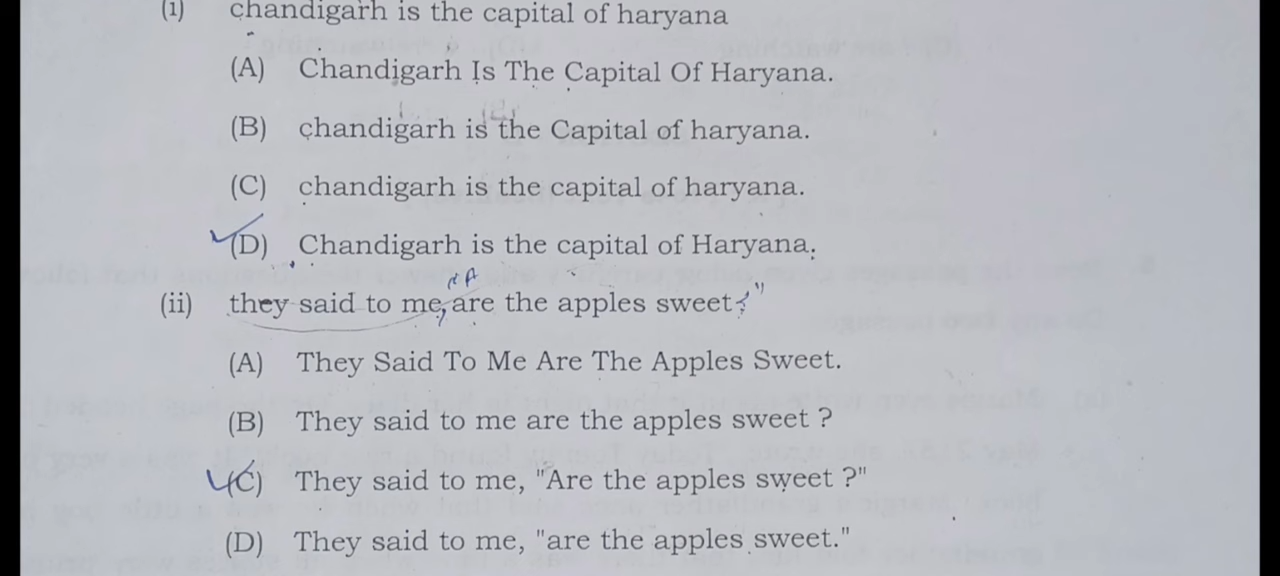 (i) chandigarh is the capital of haryana
(A) Chandigarh Is The Capital Of Haryana.
(B) chandigarh is the Capital of haryana.
(C) chandigarh is the capital of haryana.
(D) Chandigarh is the capital of Haryana.
(ii) they said to me, are the apples sweet?"
(A) They Said To Me Are The Apples Sweet.
(B) They said to me are the apples sweet ?
(C) They said to me, "Are the apples sweet ?"
(D) They said to me, "are the apples sweet."